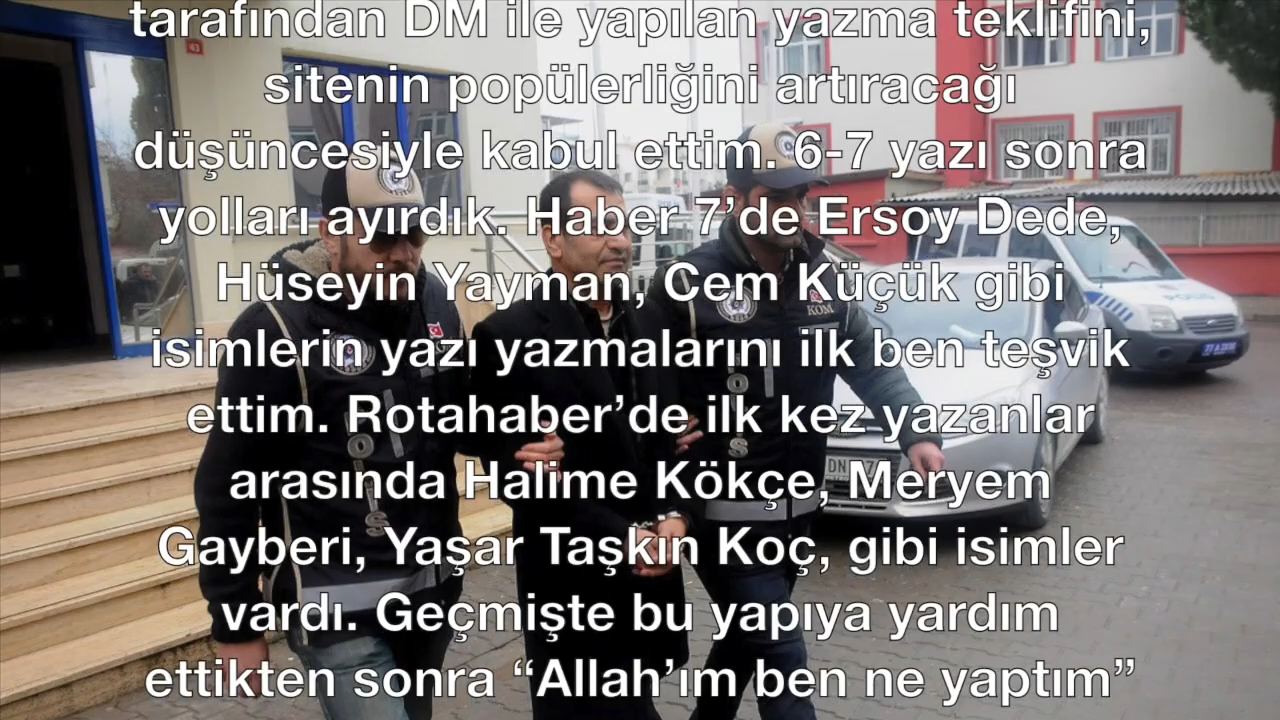 tarafından DM ile yapılan yazma teklifini,
sitenin popülerliğini artıracağı
düşüncesiyle kabul ettim. 6-7 yazı sonra
yolları ayırdık. Haber 7’de Ersoy Dede,
Hüseyin Yayman, Cem Küçük gibi
isimlerin yazı yazmalarını ilk ben teşvik
ettim. Rotahaber’de ilk kez yazanlar
arasında Halime Kökçe, Meryem
Gayberi, Yaşar Taşkın Koç, gibi isimler
vardı. Geçmişte bu yapıya yardım
ettikten sonra “Allah’ım ben ne yaptım”
KOM
POLİS